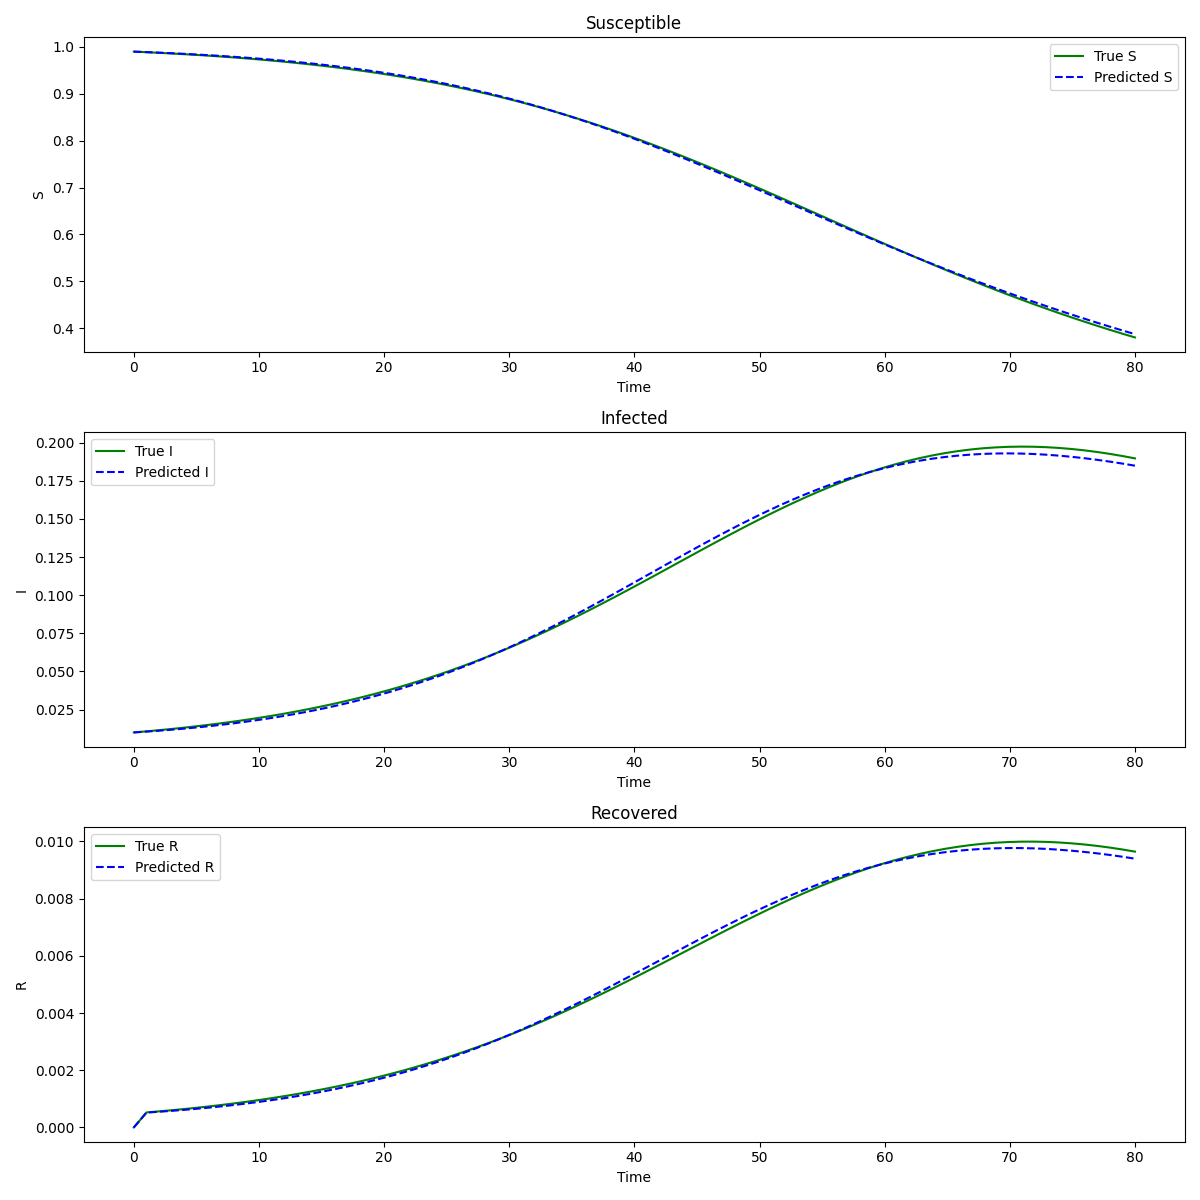 Susceptible
1.0
0.9
0.8
0.7
0.6
0.5
0.4
S
True S
Predicted S
0 10 20 30 40 50 60 70 80
Time
Infected
0.200
0.175
0.150
0.125
0.100
0.075
0.050
0.025
I
True I
Predicted I
0 10 20 30 40 50 60 70 80
Time
Recovered
0.010
0.008
0.006
0.004
0.002
0.000
R
True R
Predicted R
0 10 20 30 40 50 60 70 80
Time